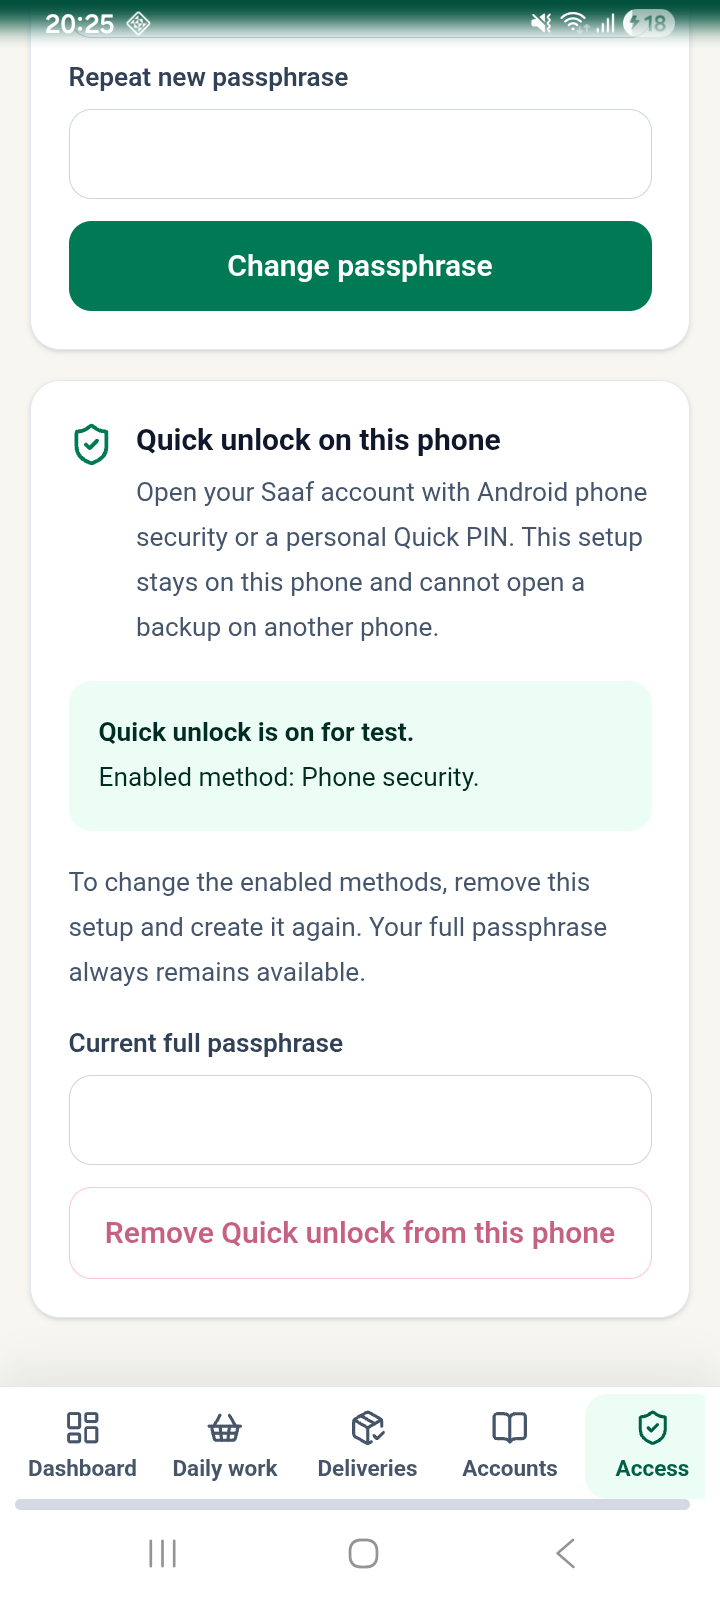 20:25
18
Repeat new passphrase
Change passphrase
Quick unlock on this phone
Open your Saaf account with Android phone
security or a personal Quick PIN. This setup
stays on this phone and cannot open a
backup on another phone.
Quick unlock is on for test.
Enabled method: Phone security.
To change the enabled methods, remove this
setup and create it again. Your full passphrase
always remains available.
Current full passphrase
Remove Quick unlock from this phone
Dashboard
Daily work
Deliveries
Accounts
Access